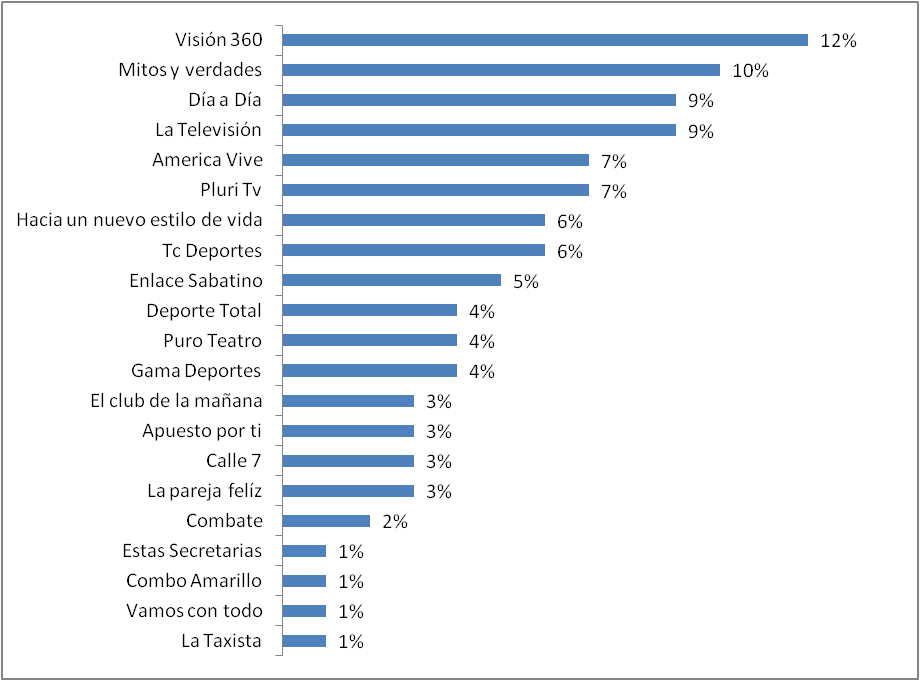 Visión 360 12%
Mitos y verdades 10%
Día a Día 9%
La Televisión 9%
America Vive 7%
Pluri Tv 7%
Hacia un nuevo estilo de vida 6%
Tc Deportes 6%
Enlace Sabatino 5%
Deporte Total 4%
Puro Teatro 4%
Gama Deportes 4%
El club de la mañana 3%
Apuesto por ti 3%
Calle 7 3%
La pareja felíz 3%
Combate 2%
Estas Secretarias 1%
Combo Amarillo 1%
Vamos con todo 1%
La Taxista 1%